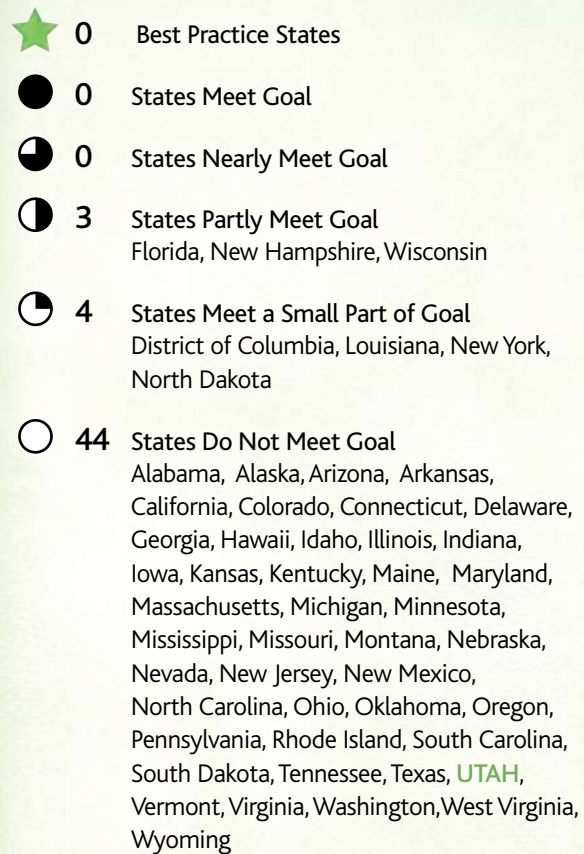 0 Best Practice States
0 States Meet Goal
0 States Nearly Meet Goal
3 States Partly Meet Goal
Florida, New Hampshire, Wisconsin
4 States Meet a Small Part of Goal
District of Columbia, Louisiana, New York,
North Dakota
44 States Do Not Meet Goal
Alabama, Alaska, Arizona, Arkansas,
California, Colorado, Connecticut, Delaware,
Georgia, Hawaii, Idaho, Illinois, Indiana,
Iowa, Kansas, Kentucky, Maine, Maryland,
Massachusetts, Michigan, Minnesota,
Mississippi, Missouri, Montana, Nebraska,
Nevada, New Jersey, New Mexico,
North Carolina, Ohio, Oklahoma, Oregon,
Pennsylvania, Rhode Island, South Carolina,
South Dakota, Tennessee, Texas, UTAH,
Vermont, Virginia, Washington,West Virginia,
Wyoming